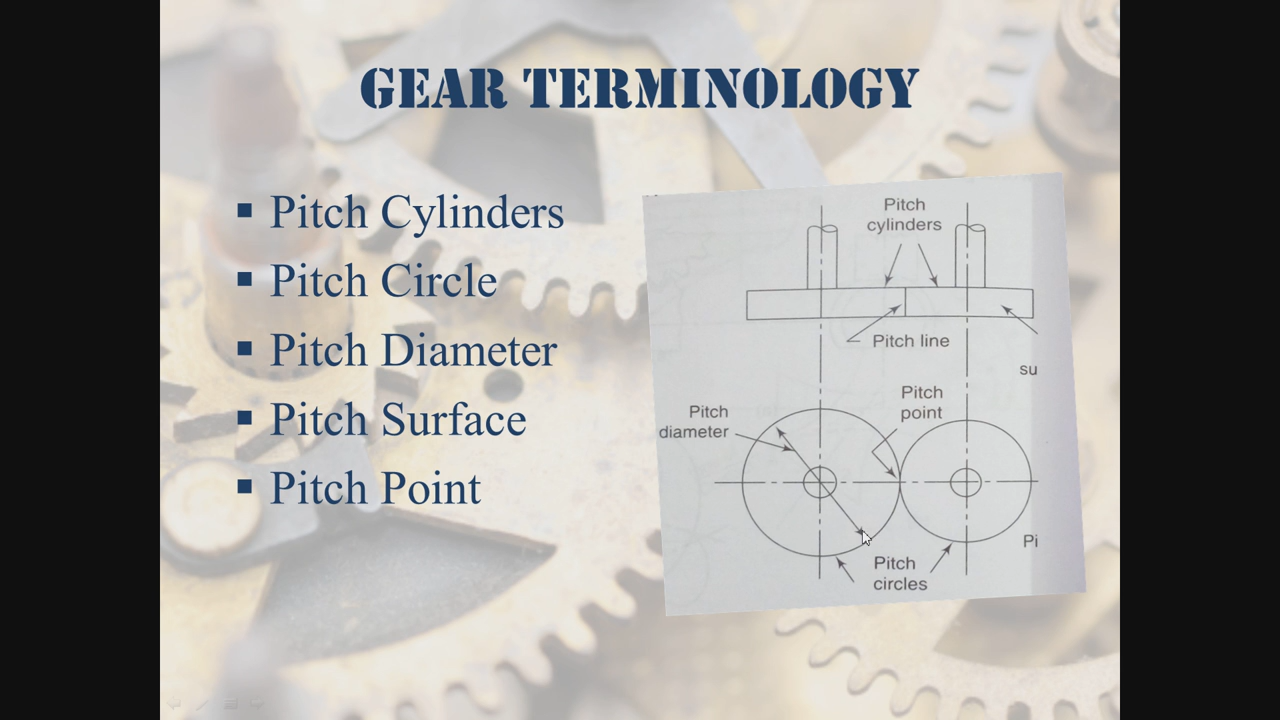 GEAR TERMINOLOGY
▪ Pitch Cylinders
▪ Pitch Circle
▪ Pitch Diameter
▪ Pitch Surface
▪ Pitch Point
Pitch
cylinders
Pitch line
su
Pitch
point
Pitch
diameter
Pi
Pitch
circles